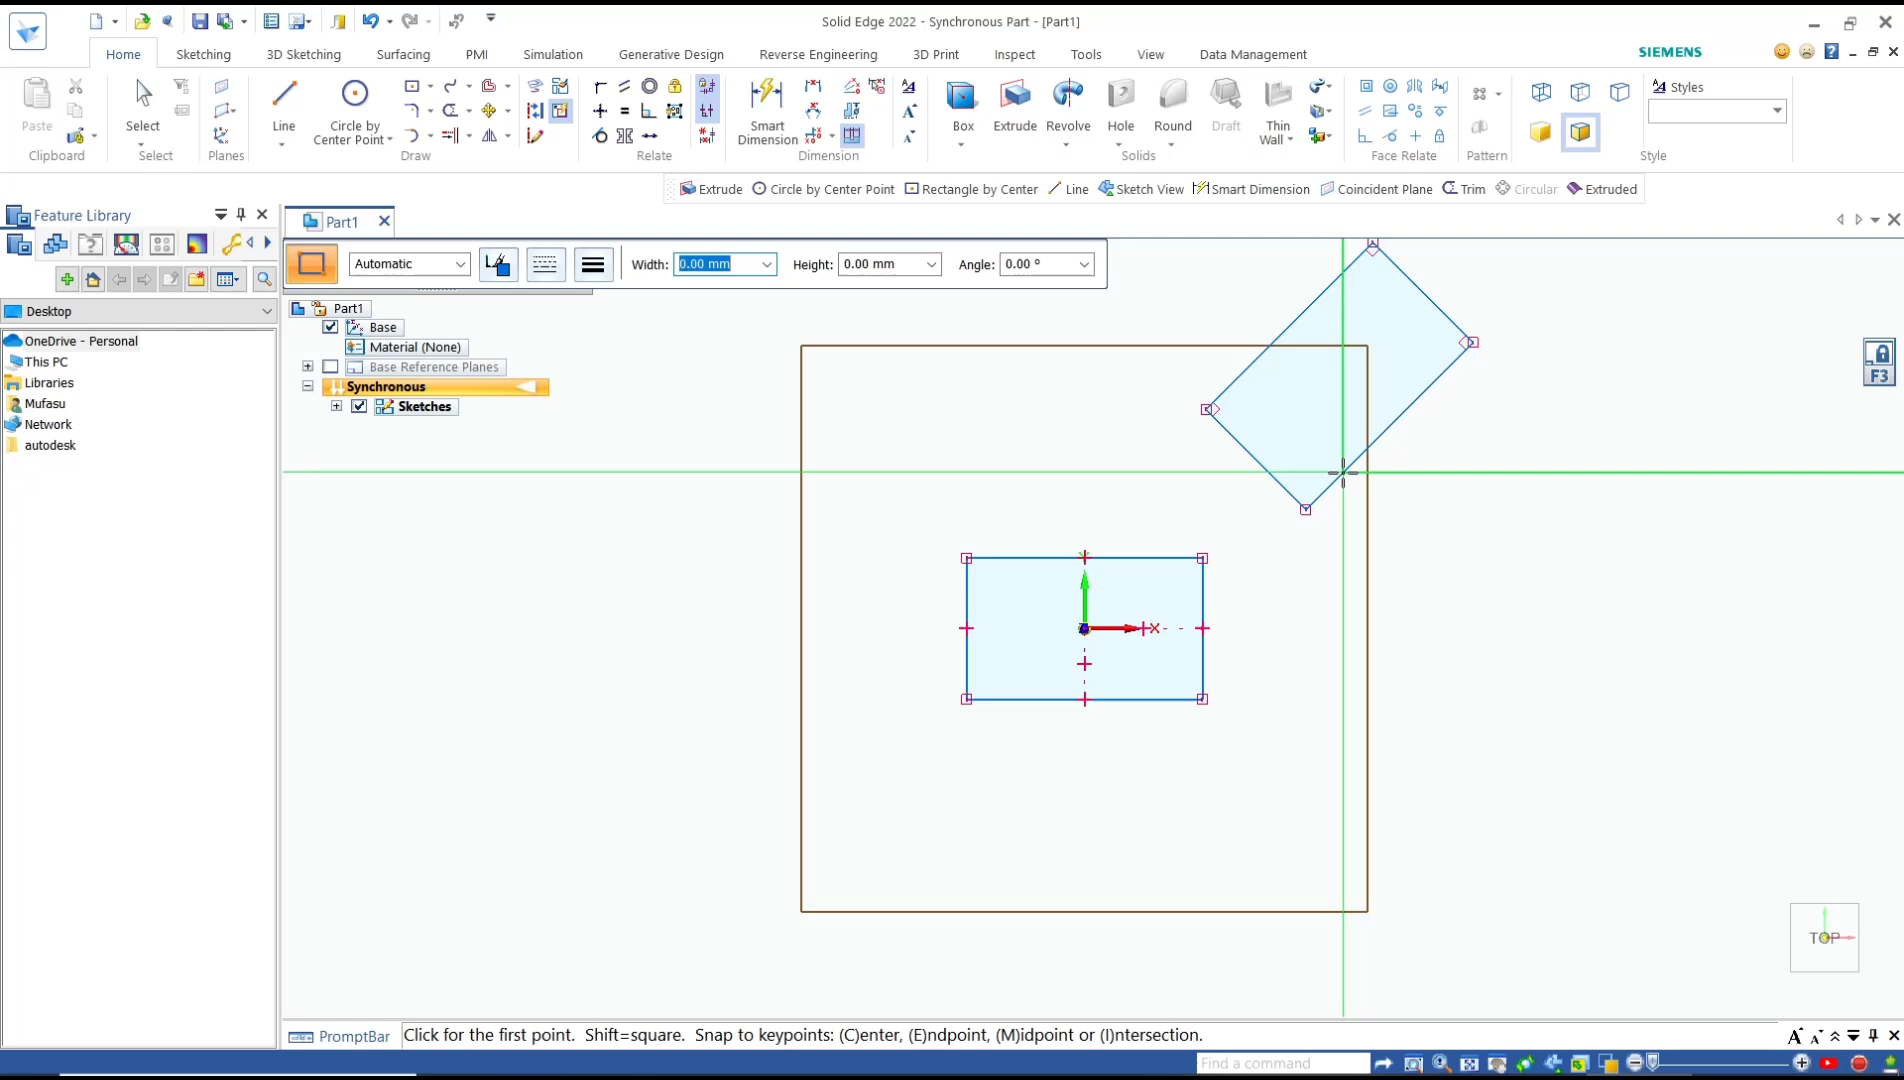 Solid Edge 2022 - Synchronous Part - [Part1]
Home Sketching 3D Sketching Surfacing PMI Simulation Generative Design Reverse Engineering 3D Print Inspect Tools View Data Management SIEMENS
Paste Select Line Circle by Center Point Smart Dimension Box Extrude Revolve Hole Round Draft Thin Wall Styles
Clipboard Select Planes Draw Relate Dimension Solids Face Relate Pattern Style
Extrude Circle by Center Point Rectangle by Center Line Sketch View Smart Dimension Coincident Plane Trim Circular Extruded
Feature Library
Part1
Automatic Width: 0.00 mm Height: 0.00 mm Angle: 0.00 °
Desktop
OneDrive - Personal
This PC
Libraries
Mufasu
Network
autodesk
Part1
Base
Material (None)
Base Reference Planes
Synchronous
Sketches
F3
Y
X
TOP
PromptBar Click for the first point. Shift=square. Snap to keypoints: (C)enter, (E)ndpoint, (M)idpoint or (I)ntersection.
Find a command